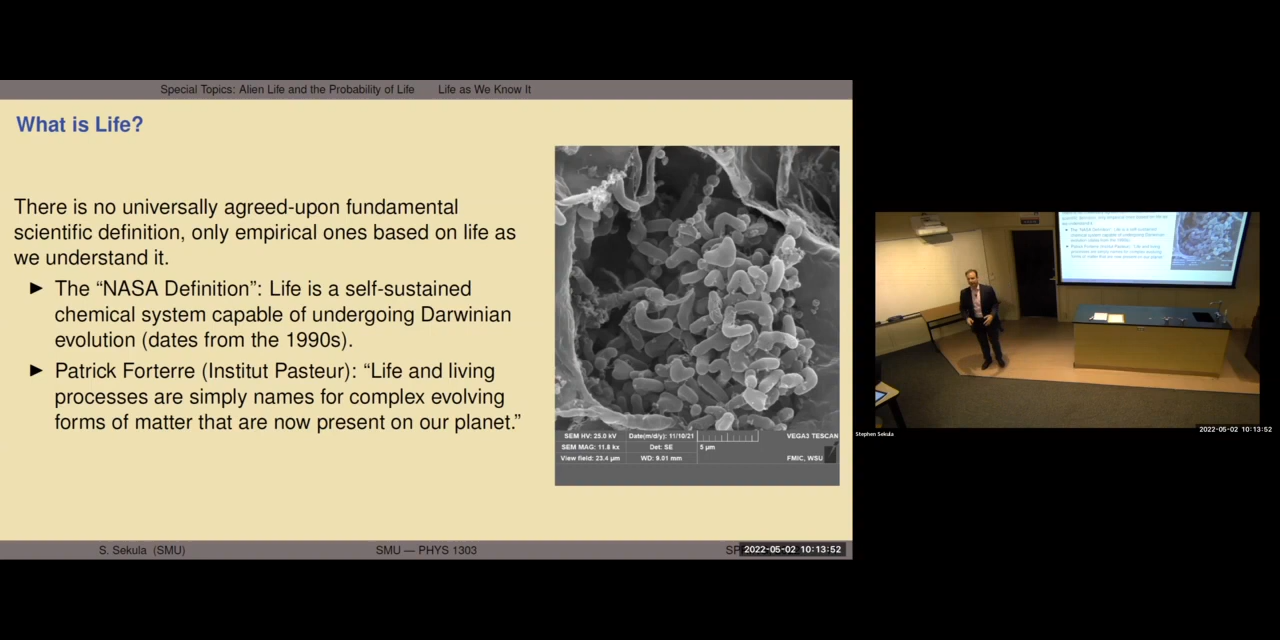 Special Topics: Alien Life and the Probability of Life Life as We Know It
What is Life?
There is no universally agreed-upon fundamental
scientific definition, only empirical ones based on life as
we understand it.
► The “NASA Definition”: Life is a self-sustained
chemical system capable of undergoing Darwinian
evolution (dates from the 1990s).
► Patrick Forterre (Institut Pasteur): “Life and living
processes are simply names for complex evolving
forms of matter that are now present on our planet.”
SEM HV: 25.0 kV Date(m/d/y): 11/10/21 VEGA3 TESCAN
SEM MAG: 11.8 kx Det: SE 5 µm
View field: 23.4 µm WD: 9.01 mm FMIC, WSU
S. Sekula (SMU) SMU — PHYS 1303 SP
2022-05-02 10:13:52
Stephen Sekula
2022-05-02 10:13:52